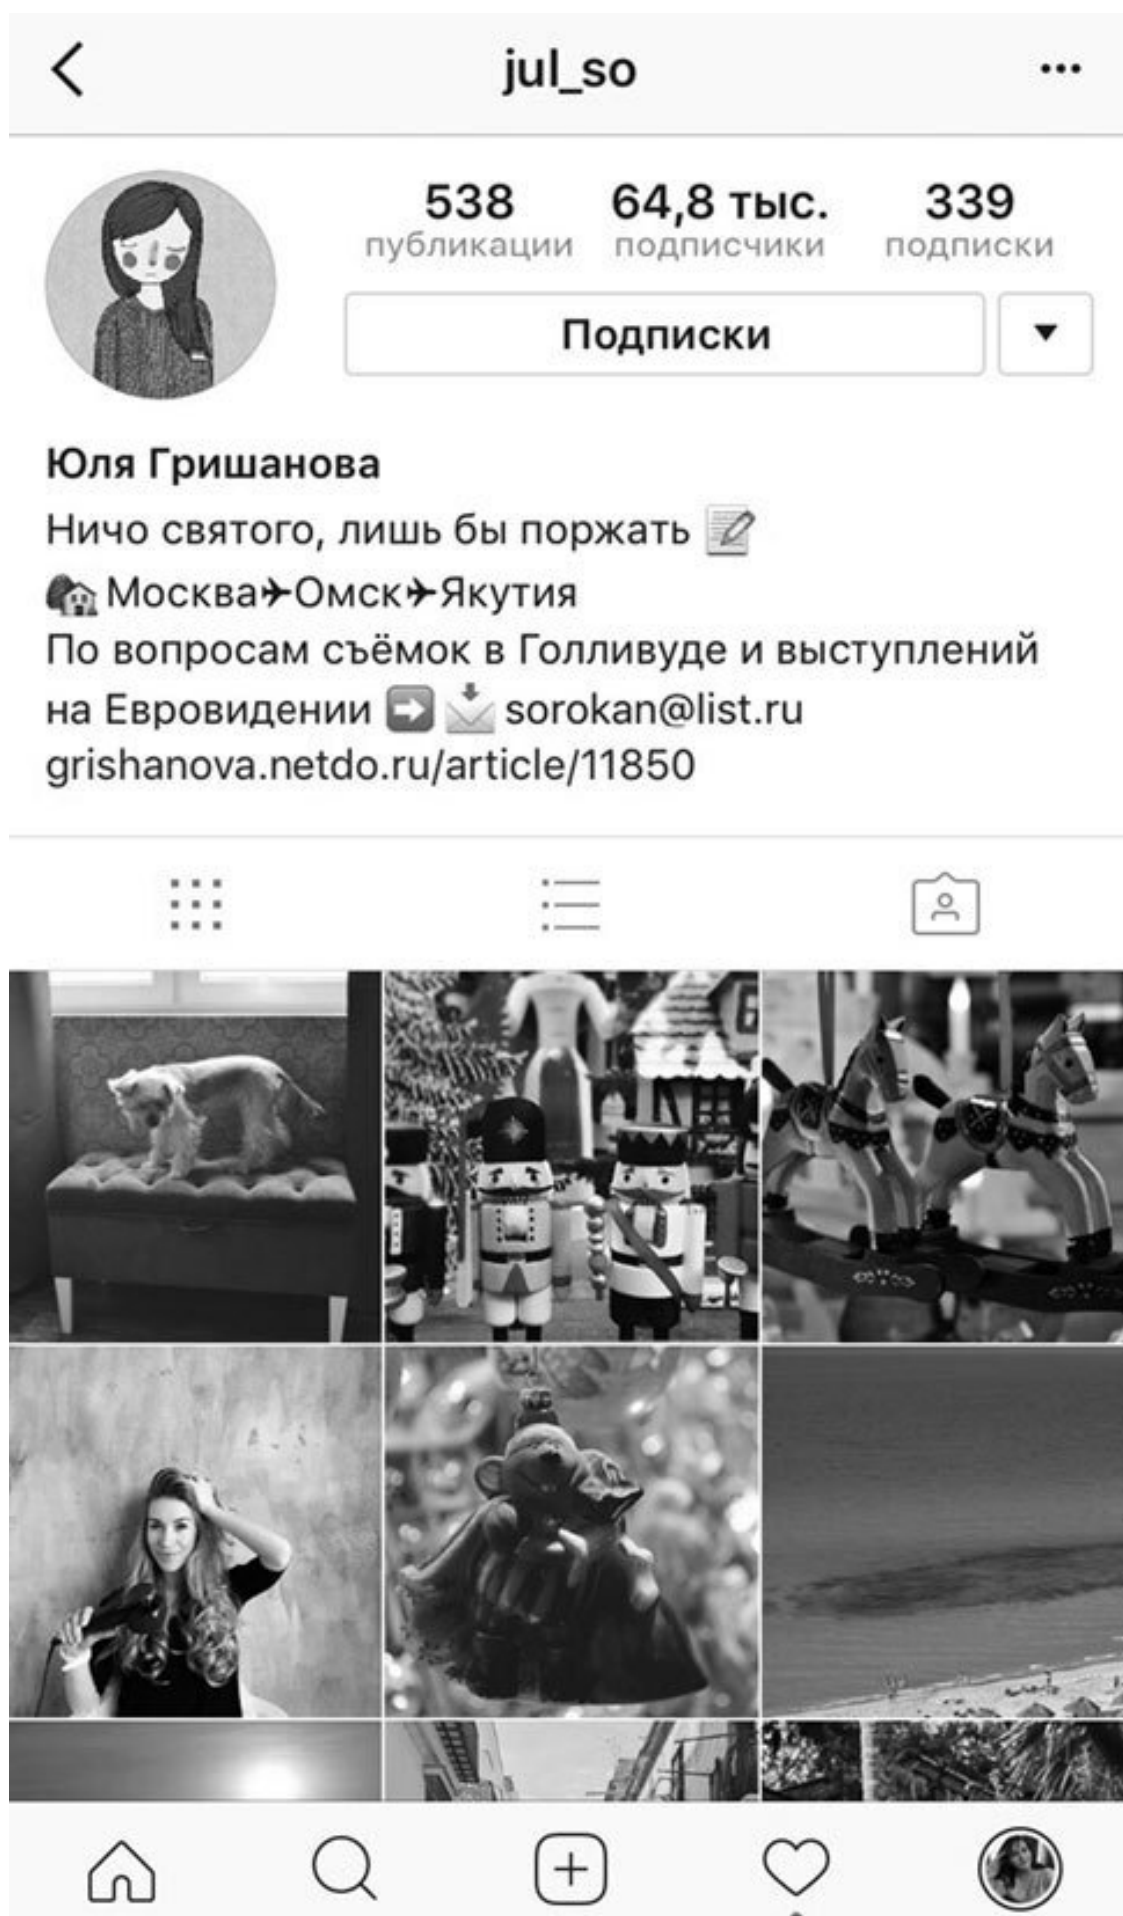 jul_so
538 64,8 тыс. 339
публикации подписчики подписки
Подписки
Юля Гришанова
Ничо святого, лишь бы поржать
Москва✈Омск✈Якутия
По вопросам съёмок в Голливуде и выступлений
на Евровидении ➡ 📩 sorokan@list.ru
grishanova.netdo.ru/article/11850